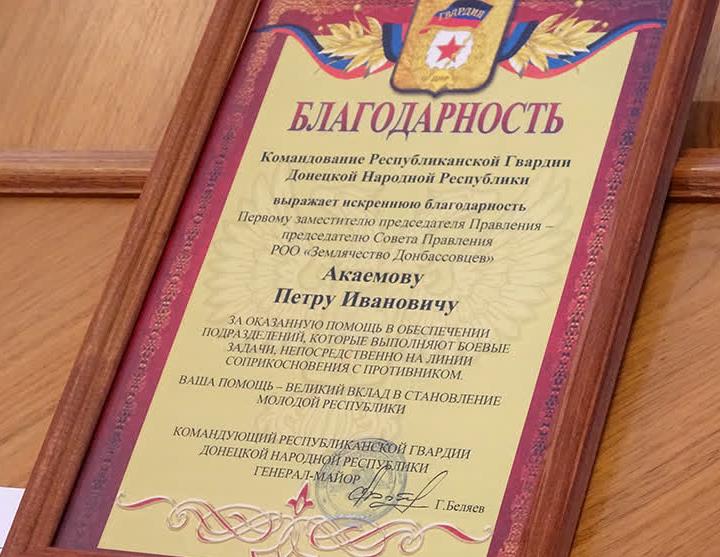 ГВАРДИЯ
ДНР
БЛАГОДАРНОСТЬ
Командование Республиканской Гвардии
Донецкой Народной Республики
выражает искреннюю благодарность
Первому заместителю председателя Правления –
председателю Совета Правления
РОО «Землячество Донбассовцев»
Акаемову
Петру Ивановичу
ЗА ОКАЗАННУЮ ПОМОЩЬ В ОБЕСПЕЧЕНИИ
ПОДРАЗДЕЛЕНИЙ, КОТОРЫЕ ВЫПОЛНЯЮТ БОЕВЫЕ
ЗАДАЧИ, НЕПОСРЕДСТВЕННО НА ЛИНИИ
СОПРИКОСНОВЕНИЯ С ПРОТИВНИКОМ.
ВАША ПОМОЩЬ – ВЕЛИКИЙ ВКЛАД В СТАНОВЛЕНИЕ
МОЛОДОЙ РЕСПУБЛИКИ
КОМАНДУЮЩИЙ РЕСПУБЛИКАНСКОЙ ГВАРДИИ
ДОНЕЦКОЙ НАРОДНОЙ РЕСПУБЛИКИ
ГЕНЕРАЛ-МАЙОР
Г.Беляев